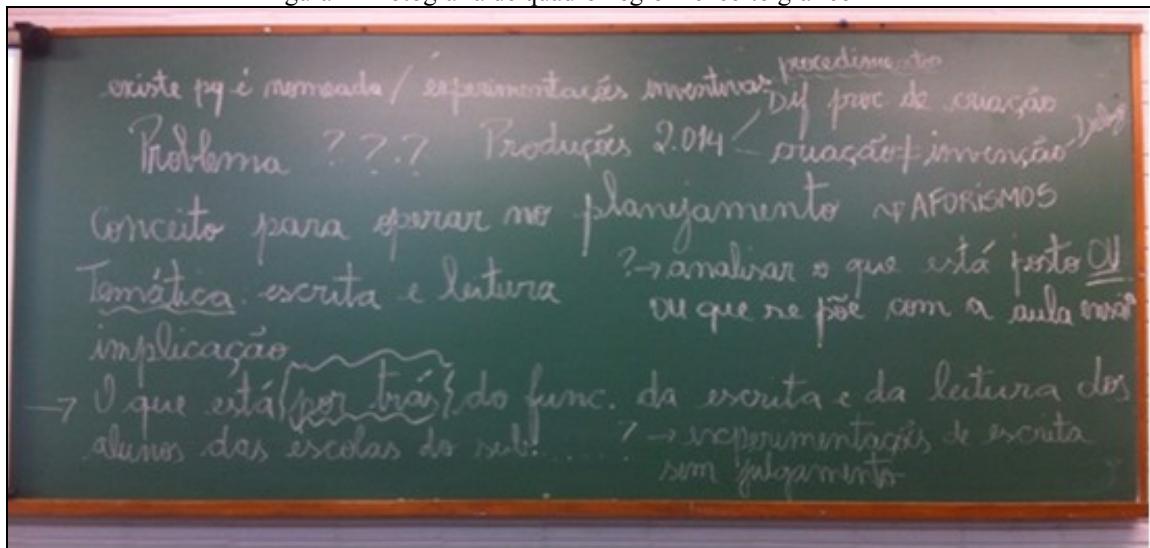 procedimento
existe pq é nomeada / experimentações inventivas Dif proc de criação
Problema ? ? ? Produções 2.014 criação + invenção
Conceito para operar no planejamento AFORISMOS
Temática escrita e leitura ? → analisar o que está posto OU
implicação ou que se põe com a aula
→ O que está (por trás) do func. da escrita e da leitura dos
alunos das escolas do sub...... ? → experimentações de escrita
sem julgamento